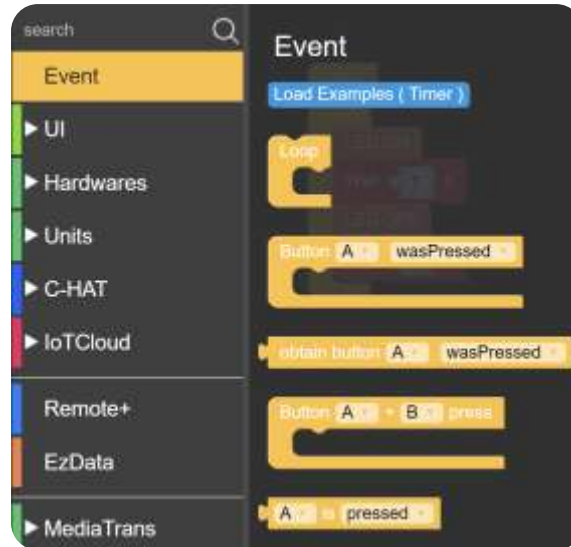 search
Event
UI
Hardwares
Units
C-HAT
IoTCloud
Remote+
EzData
MediaTrans
Event
Load Examples ( Timer )
Loop
Button A wasPressed
obtain button A wasPressed
Button A + B press
A is pressed